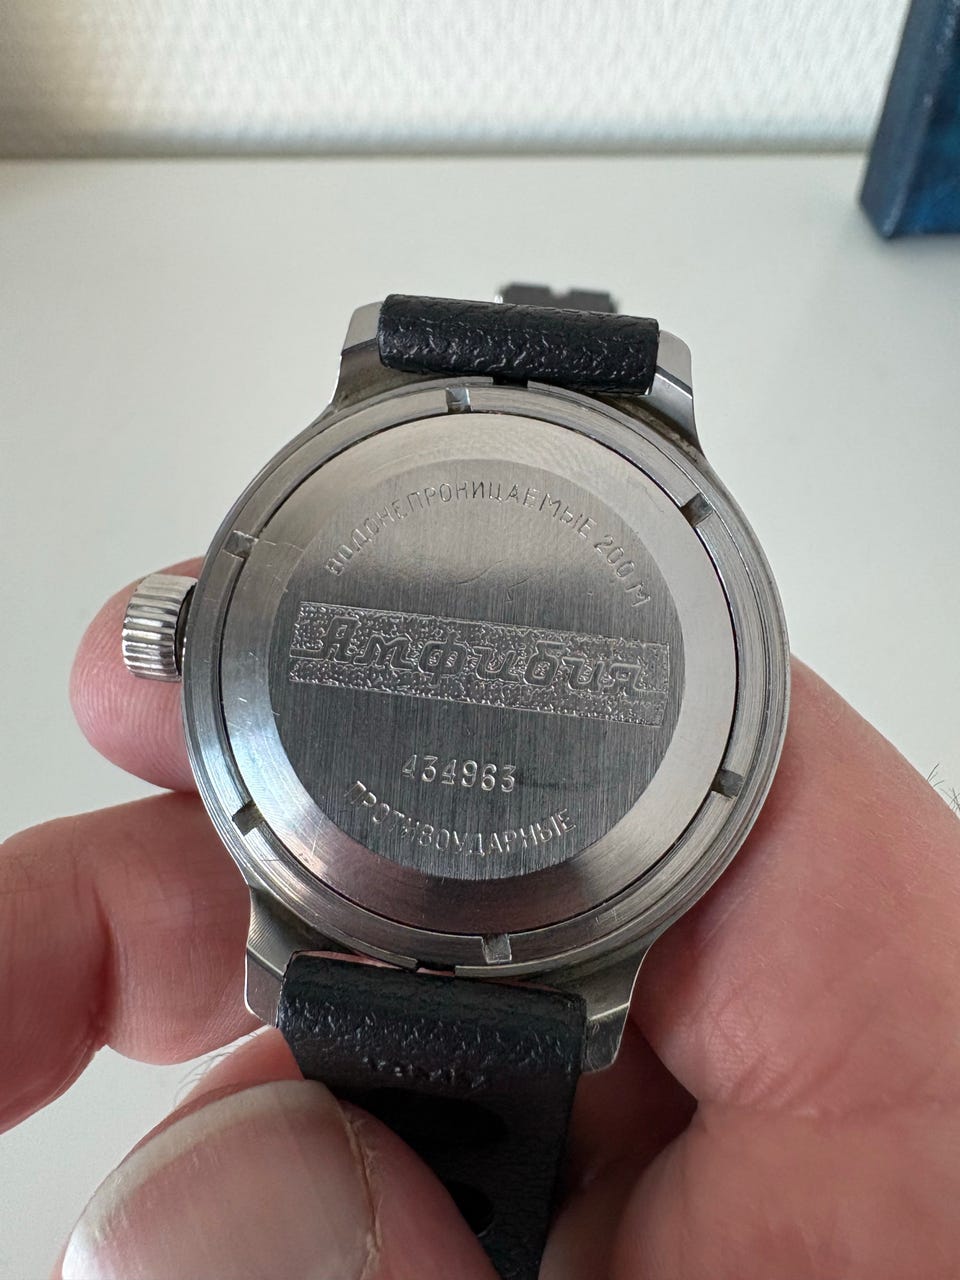 ВОДОНЕПРОНИЦАЕМЫЕ 200 М
Амфибия
434963
ПРОТИВОУДАРНЫЕ